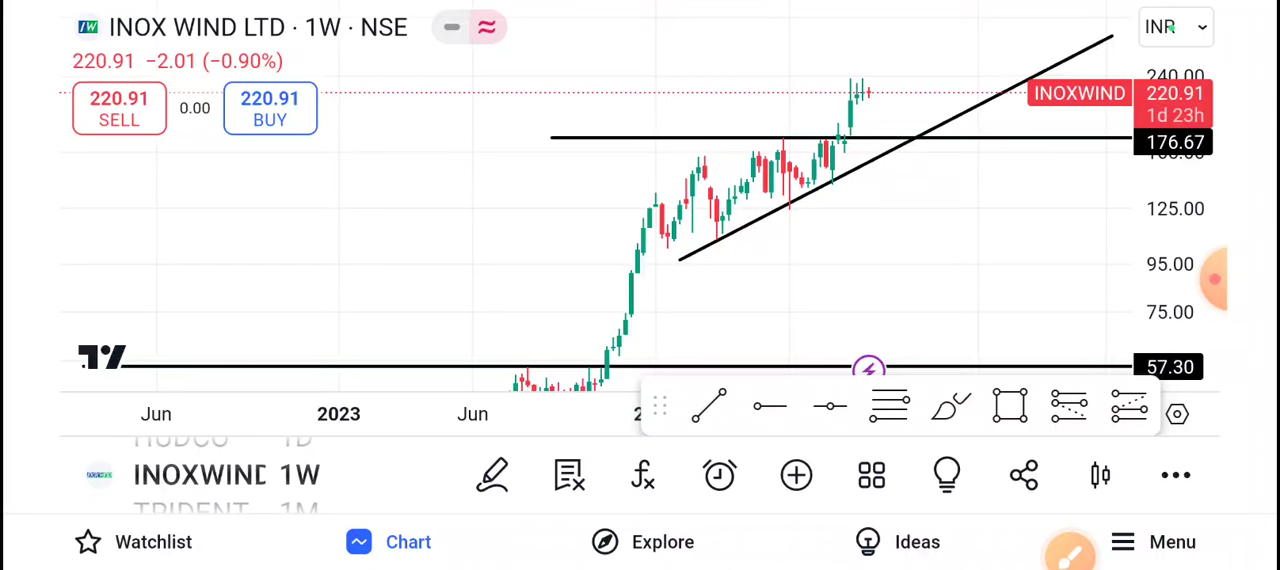 INOX WIND LTD · 1W · NSE
INR
220.91 −2.01 (−0.90%)
220.91
SELL
0.00
220.91
BUY
240.00
INOXWIND
220.91
1d 23h
176.67
160.00
125.00
95.00
75.00
57.30
Jun
2023
Jun
HUDCO 1D
INOXWIND 1W
TRIDENT 1M
Watchlist
Chart
Explore
Ideas
Menu